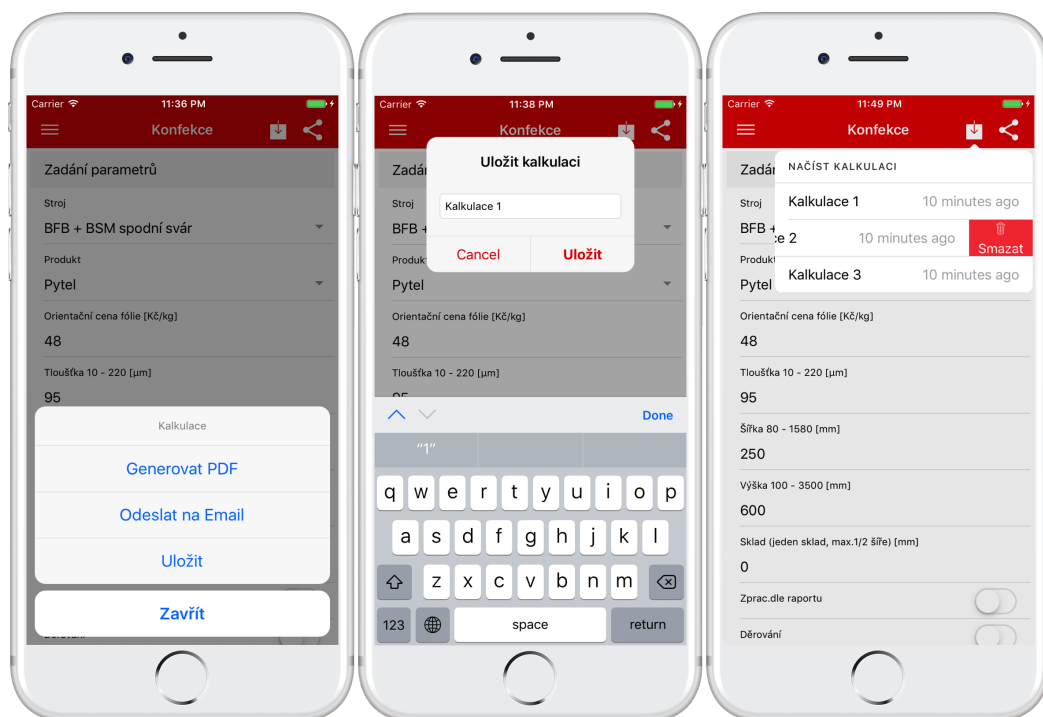 Carrier 11:36 PM
Konfekce
Zadání parametrů
Stroj
BFB + BSM spodní svár
Produkt
Pytel
Orientační cena fólie [Kč/kg]
48
Tloušťka 10 - 220 [µm]
95
Kalkulace
Generovat PDF
Odeslat na Email
Uložit
Zavřít
Carrier 11:38 PM
Konfekce
Zadá
Uložit kalkulaci
Stroj
Kalkulace 1
BFB +
Cancel Uložit
Produk
Pytel
Orientační cena fólie [Kč/kg]
48
Tloušťka 10 - 220 [µm]
Done
"1"
q w e r t y u i o p
a s d f g h j k l
z x c v b n m
123 space return
Carrier 11:49 PM
Konfekce
Zadá
NAČÍST KALKULACI
Stroj
Kalkulace 1 10 minutes ago
BFB +
ce 2 10 minutes ago Smazat
Produk
Kalkulace 3 10 minutes ago
Pytel
Orientační cena fólie [Kč/kg]
48
Tloušťka 10 - 220 [µm]
95
Šířka 80 - 1580 [mm]
250
Výška 100 - 3500 [mm]
600
Sklad (jeden sklad, max.1/2 šíře) [mm]
0
Zprac.dle raportu
Děrování